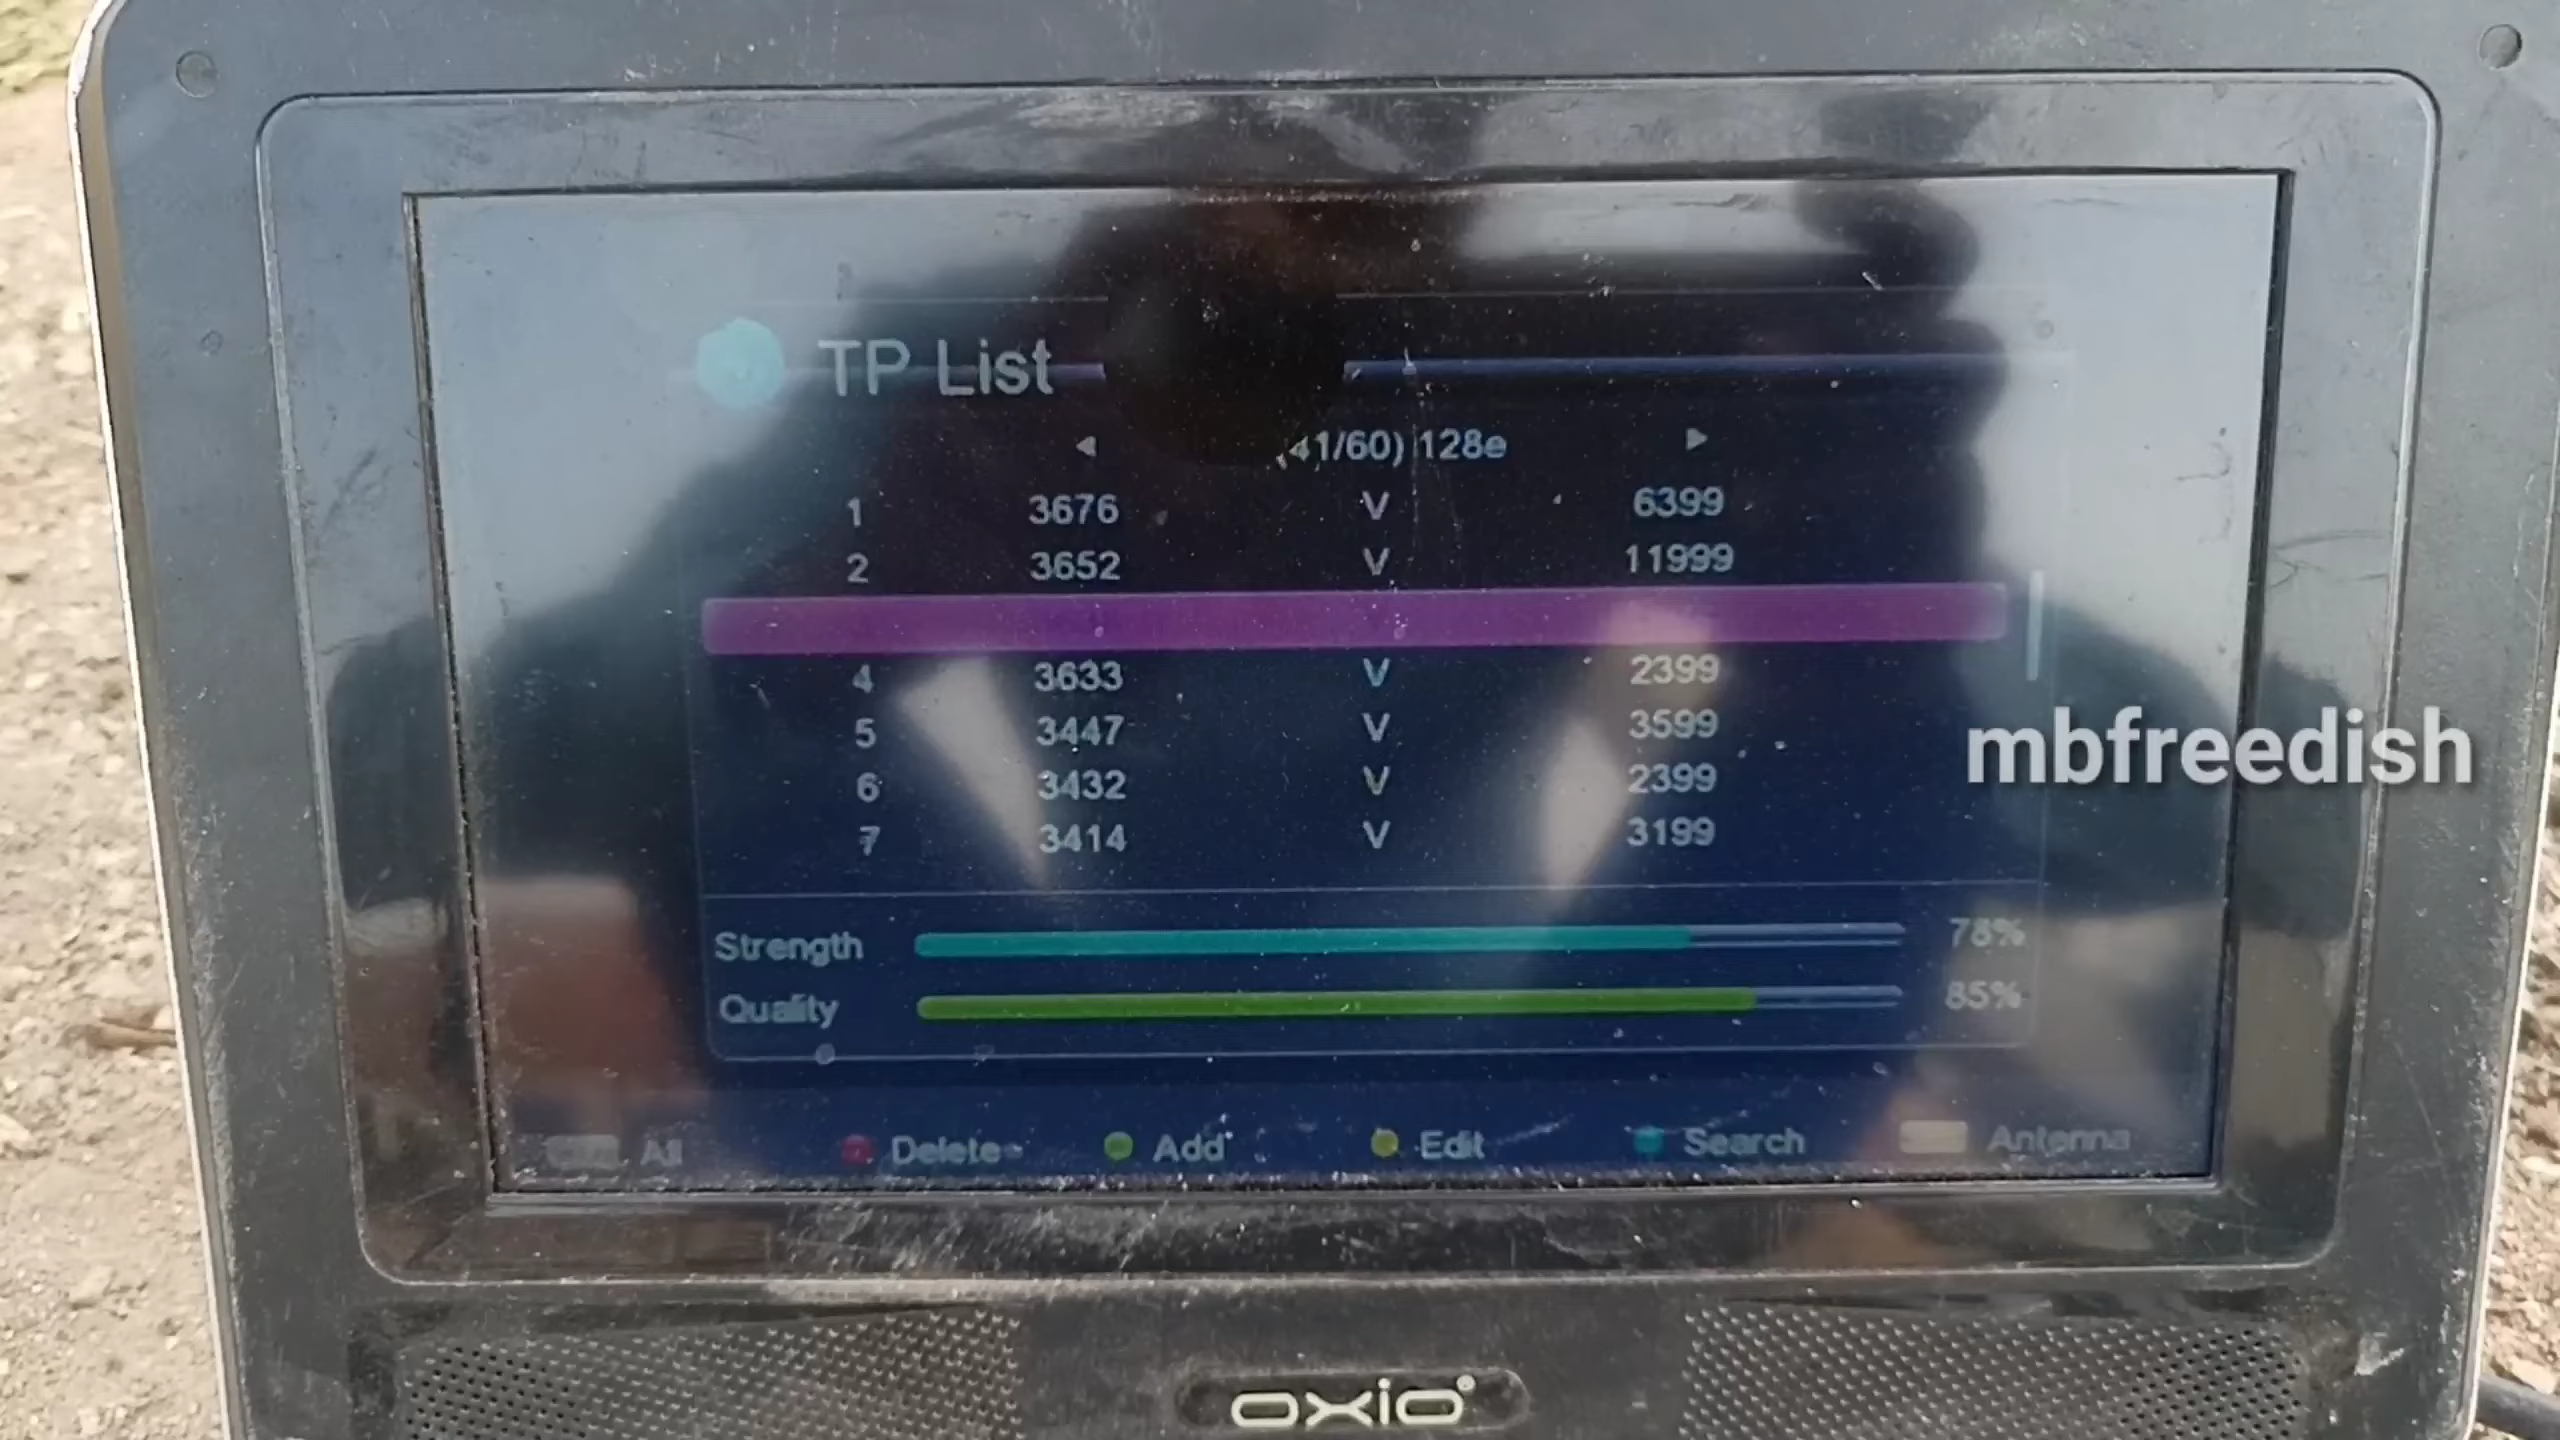 TP List
41/60) 128e
1 3676 V 6399
2 3652 V 11999
4 3633 V 2399
5 3447 V 3599
6 3432 V 2399
7 3414 V 3199
Strength 78%
Quality 85%
All Delete Add Edit Search Antenna
mbfreedish
oxio